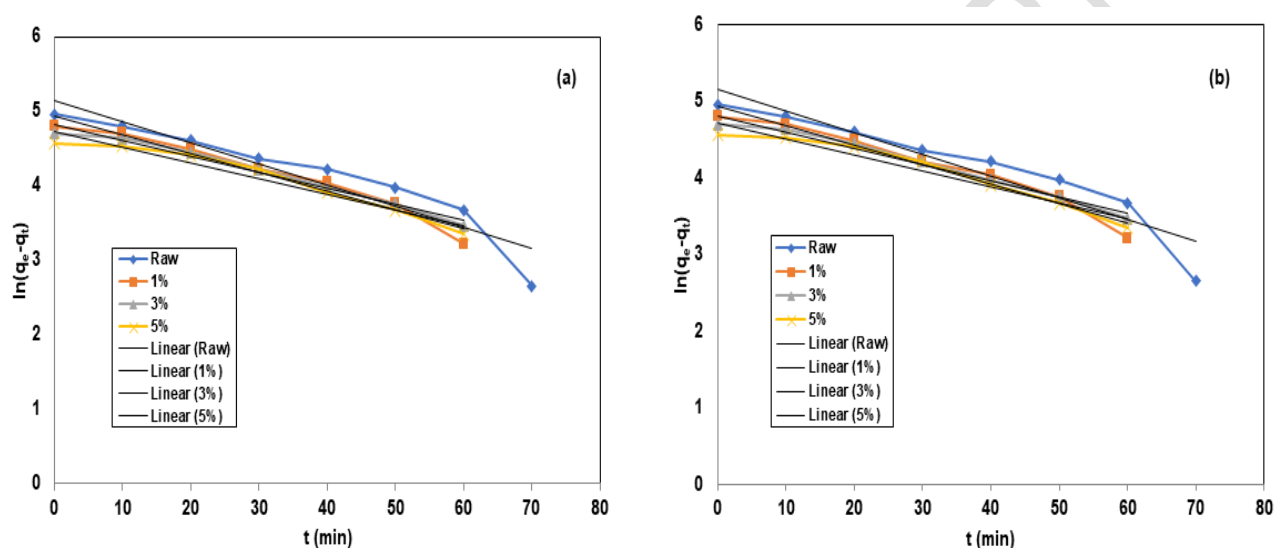 6
5
4
3
2
1
0
ln(qe-qt)
(a)
Raw
1%
3%
5%
Linear (Raw)
Linear (1%)
Linear (3%)
Linear (5%)
0 10 20 30 40 50 60 70 80
t (min)
6
5
4
3
2
1
0
ln(qe-qt)
(b)
Raw
1%
3%
5%
Linear (Raw)
Linear (1%)
Linear (3%)
Linear (5%)
0 10 20 30 40 50 60 70 80
t (min)